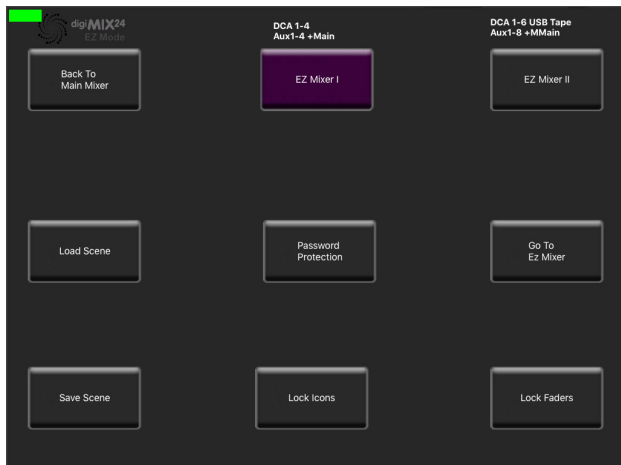 digiMIX24
EZ Mode
DCA 1-4
Aux1-4 +Main
DCA 1-6 USB Tape
Aux1-8 +MMain
Back To
Main Mixer
EZ Mixer I
EZ Mixer II
Load Scene
Password
Protection
Go To
Ez Mixer
Save Scene
Lock Icons
Lock Faders